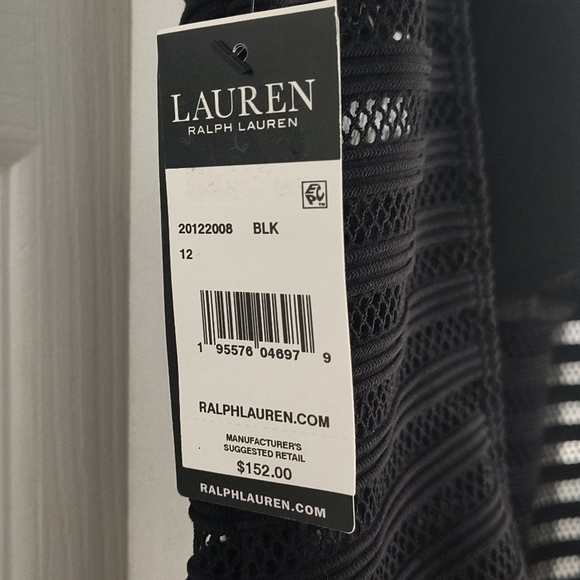 LAUREN
RALPH LAUREN
EPC™
20122008 BLK
12
1 95576 04697 9
RALPHLAUREN.COM
MANUFACTURER'S
SUGGESTED RETAIL
$152.00
RALPHLAUREN.COM